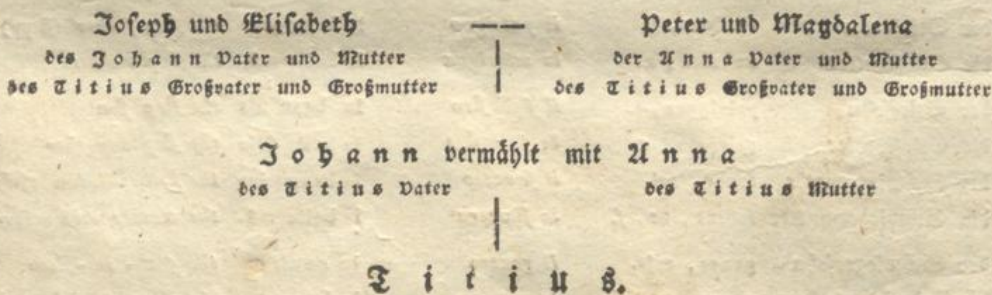 Joseph und Elisabeth
des Johann Vater und Mutter
des Titius Großvater und Großmutter
Peter und Magdalena
der Anna Vater und Mutter
des Titius Großvater und Großmutter
Johann vermählt mit Anna
des Titius Vater
des Titius Mutter
Titius.